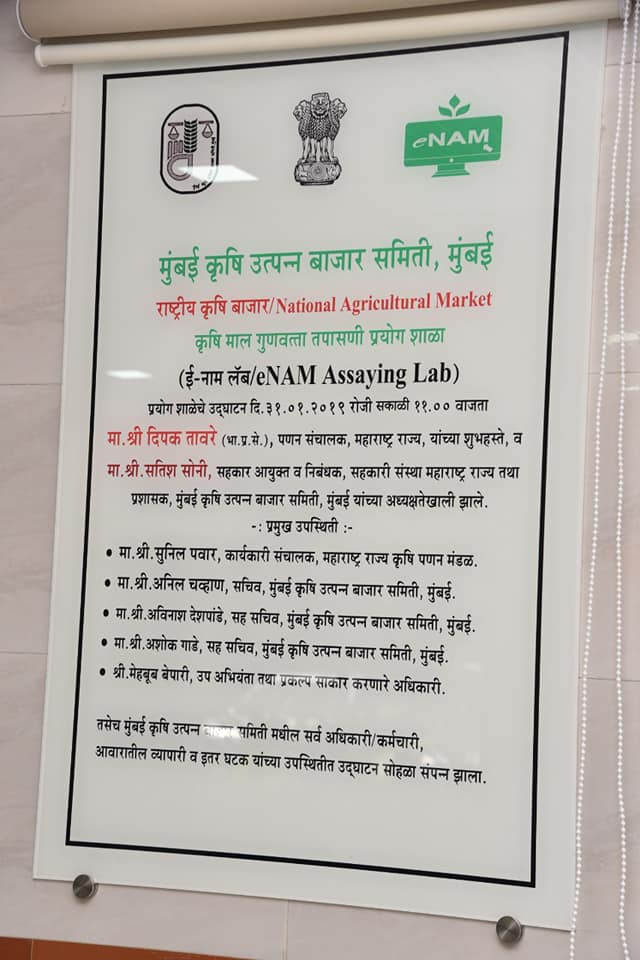 eNAM
मुंबई कृषि उत्पन्न बाजार समिती, मुंबई
राष्ट्रीय कृषि बाजार/National Agricultural Market
कृषि माल गुणवत्ता तपासणी प्रयोग शाळा
(ई-नाम लॅब/eNAM Assaying Lab)
प्रयोग शाळेचे उद्घाटन दि.३१.०१.२०१९ रोजी सकाळी ११.०० वाजता
मा.श्री दिपक तावरे (भा.प्र.से.), पणन संचालक, महाराष्ट्र राज्य, यांच्या शुभहस्ते, व
मा.श्री.सतिश सोनी, सहकार आयुक्त व निबंधक, सहकारी संस्था महाराष्ट्र राज्य तथा
प्रशासक, मुंबई कृषि उत्पन्न बाजार समिती, मुंबई यांच्या अध्यक्षतेखाली झाले.
-: प्रमुख उपस्थिती :-
• मा.श्री.सुनिल पवार, कार्यकारी संचालक, महाराष्ट्र राज्य कृषि पणन मंडळ.
• मा.श्री.अनिल चव्हाण, सचिव, मुंबई कृषि उत्पन्न बाजार समिती, मुंबई.
• मा.श्री.अविनाश देशपांडे, सह सचिव, मुंबई कृषि उत्पन्न बाजार समिती, मुंबई.
• मा.श्री.अशोक गाडे, सह सचिव, मुंबई कृषि उत्पन्न बाजार समिती, मुंबई.
• श्री.मेहबूब बेपारी, उप अभियंता तथा प्रकल्प साकार करणारे अधिकारी.
तसेच मुंबई कृषि उत्पन्न बाजार समिती मधील सर्व अधिकारी/कर्मचारी,
आवारातील व्यापारी व इतर घटक यांच्या उपस्थितीत उद्घाटन सोहळा संपन्न झाला.